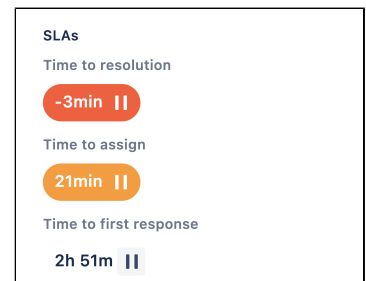 SLAs
Time to resolution
-3min
Time to assign
21min
Time to first response
2h 51m